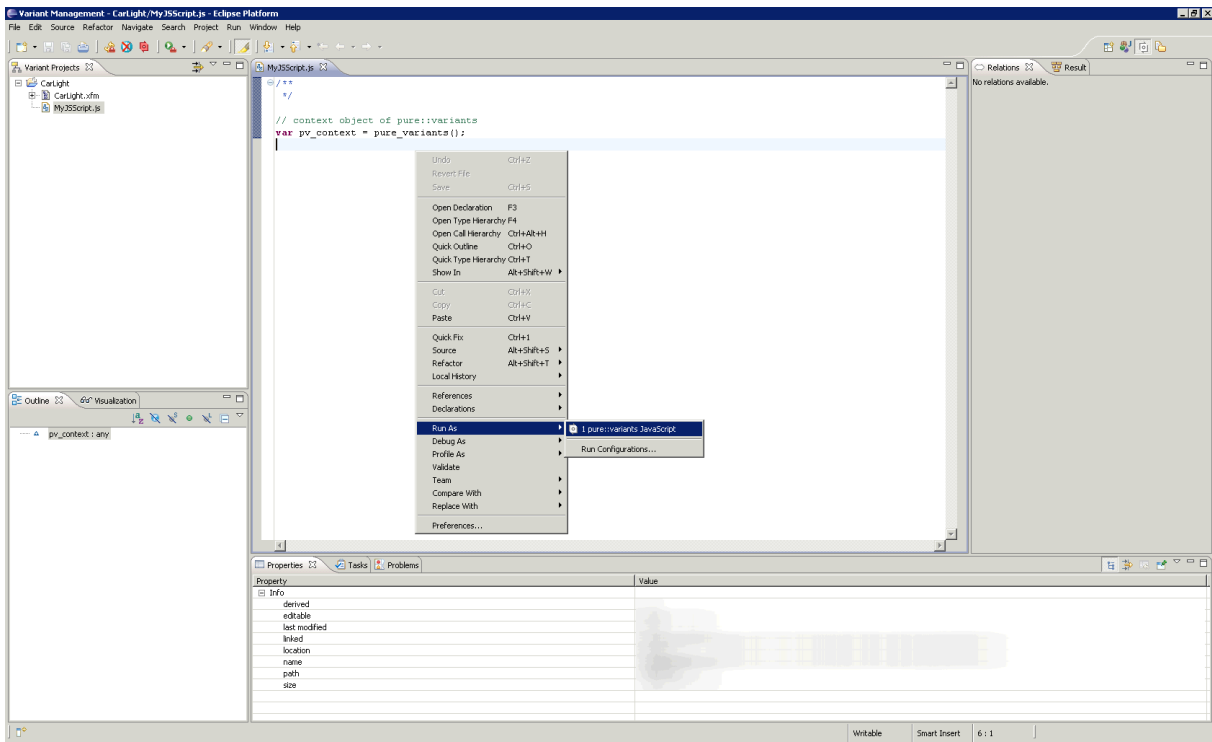 Variant Management - CarLight/MyJSScript.js - Eclipse Platform
File Edit Source Refactor Navigate Search Project Run Window Help
Variant Projects
CarLight
CarLight.xfm
MyJSScript.js
MyJSScript.js
/**
*/
// context object of pure::variants
var pv_context = pure_variants();
Undo Ctrl+Z
Revert File
Save Ctrl+S
Open Declaration F3
Open Type Hierarchy F4
Open Call Hierarchy Ctrl+Alt+H
Quick Outline Ctrl+O
Quick Type Hierarchy Ctrl+T
Show In Alt+Shift+W
Cut Ctrl+X
Copy Ctrl+C
Paste Ctrl+V
Quick Fix Ctrl+1
Source Alt+Shift+S
Refactor Alt+Shift+T
Local History
References
Declarations
Run As
Debug As
Profile As
Validate
Team
Compare With
Replace With
Preferences...
1 pure::variants JavaScript
Run Configurations...
Relations Result
No relations available.
Outline Visualization
pv_context : any
Properties Tasks Problems
Property Value
Info
derived
editable
last modified
linked
location
name
path
size
Writable Smart Insert 6 : 1